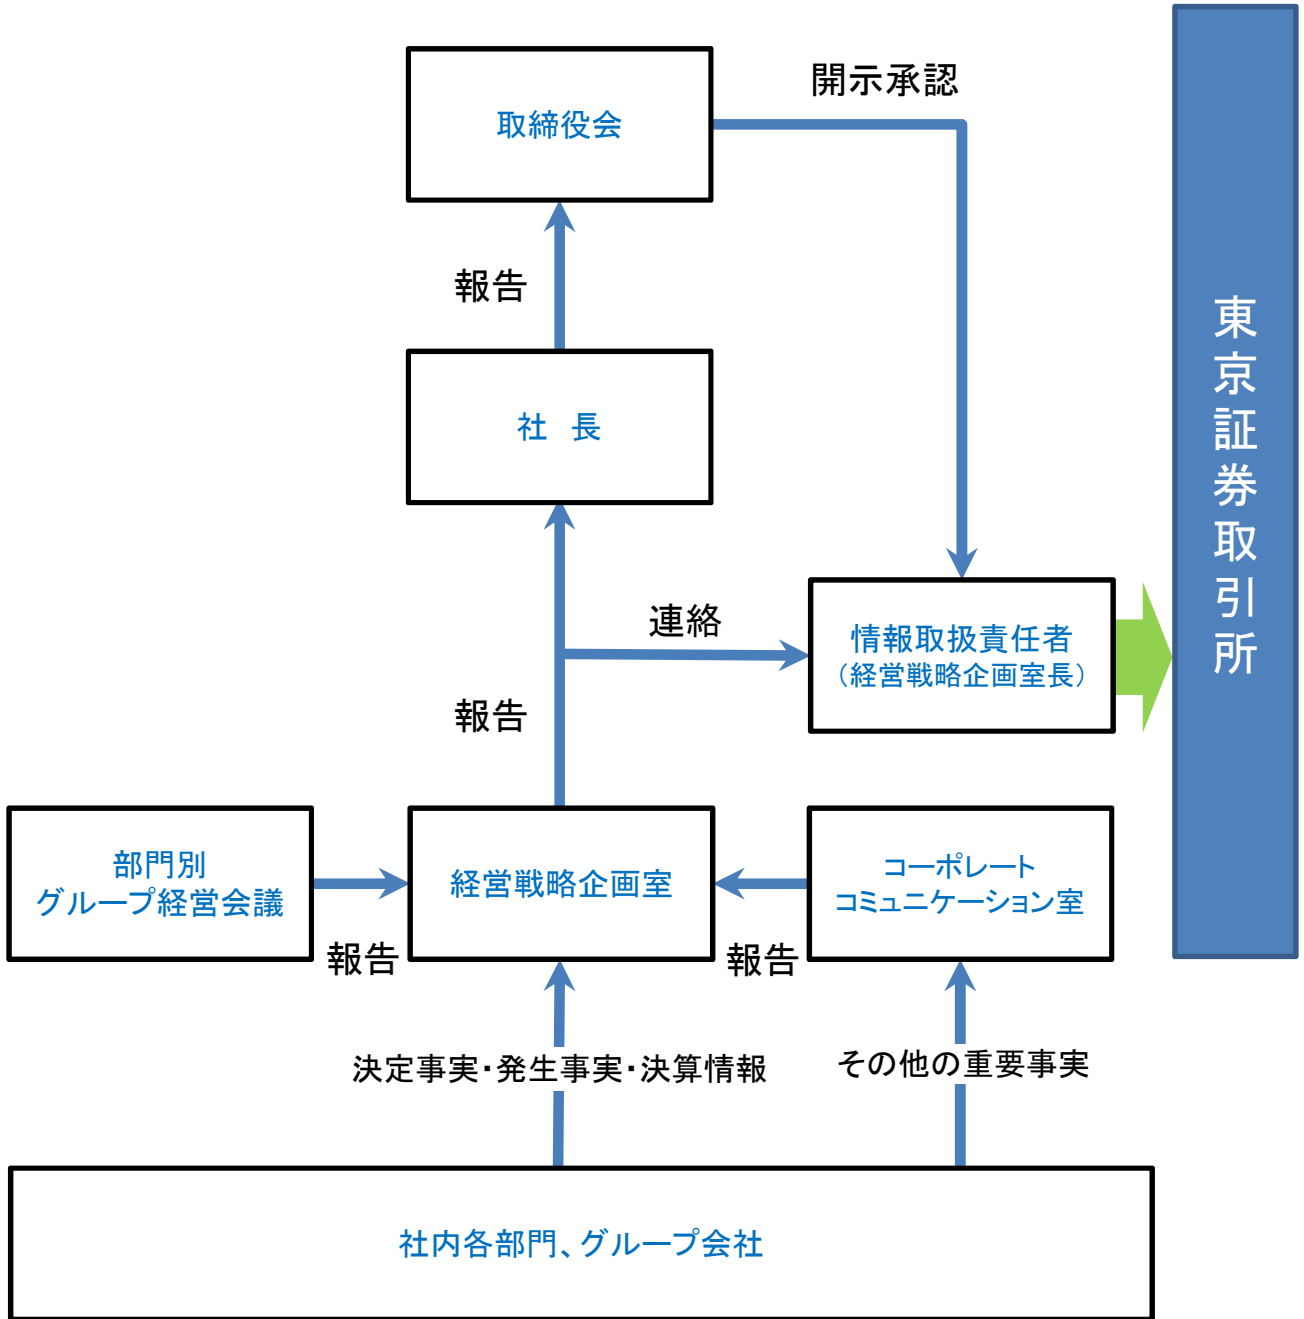 取締役会
開示承認
報告
社　長
連絡
情報取扱責任者
（経営戦略企画室長）
東京証券取引所
報告
部門別
グループ経営会議
経営戦略企画室
コーポレート
コミュニケーション室
報告
報告
決定事実・発生事実・決算情報
その他の重要事実
社内各部門、グループ会社